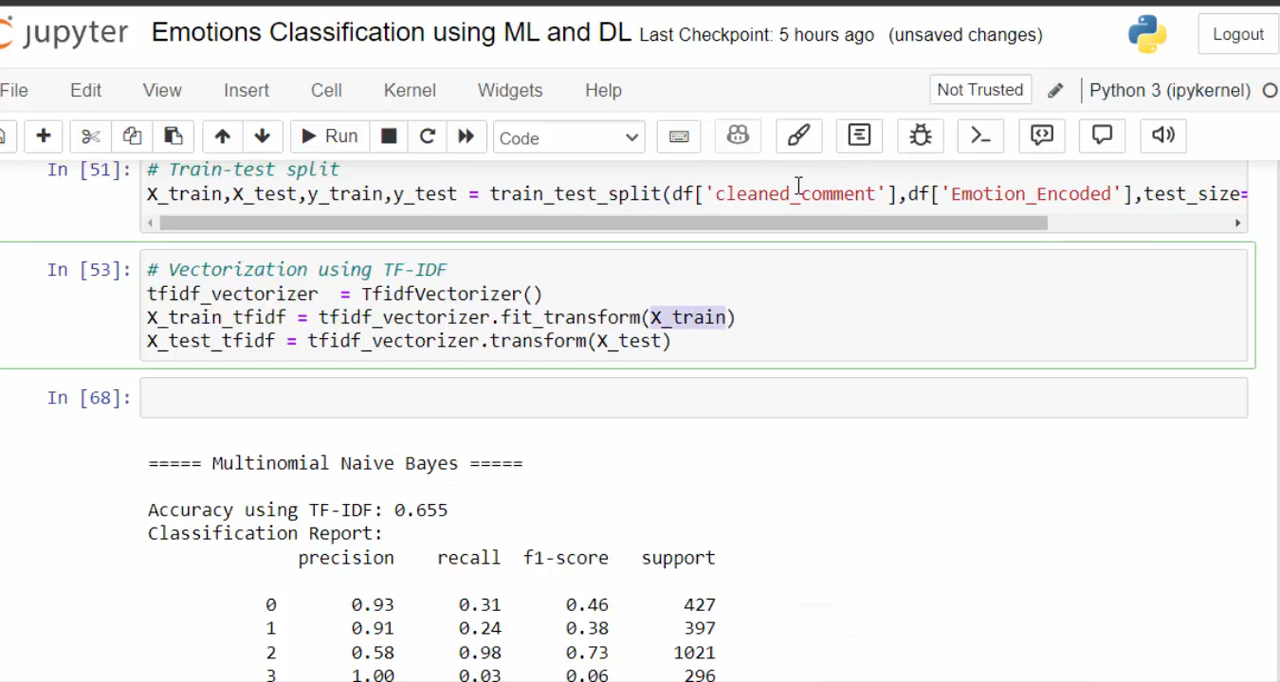 jupyter Emotions Classification using ML and DL Last Checkpoint: 5 hours ago (unsaved changes) Logout
File Edit View Insert Cell Kernel Widgets Help Not Trusted Python 3 (ipykernel)
Run Code
In [51]: # Train-test split
X_train,X_test,y_train,y_test = train_test_split(df['cleaned_comment'],df['Emotion_Encoded'],test_size=
In [53]: # Vectorization using TF-IDF
tfidf_vectorizer = TfidfVectorizer()
X_train_tfidf = tfidf_vectorizer.fit_transform(X_train)
X_test_tfidf = tfidf_vectorizer.transform(X_test)
In [68]:
===== Multinomial Naive Bayes =====
Accuracy using TF-IDF: 0.655
Classification Report:
precision recall f1-score support
0 0.93 0.31 0.46 427
1 0.91 0.24 0.38 397
2 0.58 0.98 0.73 1021
3 1.00 0.03 0.06 296